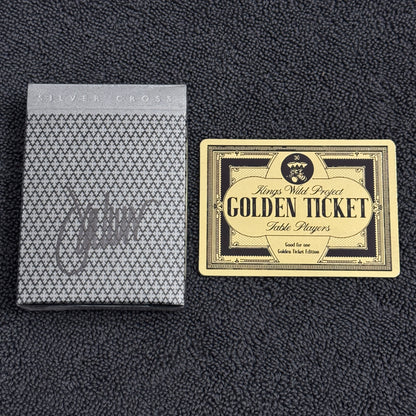 SILVER CROSS
Kings Wild Project
GOLDEN TICKET
Table Players
Good for one
Golden Ticket Edition